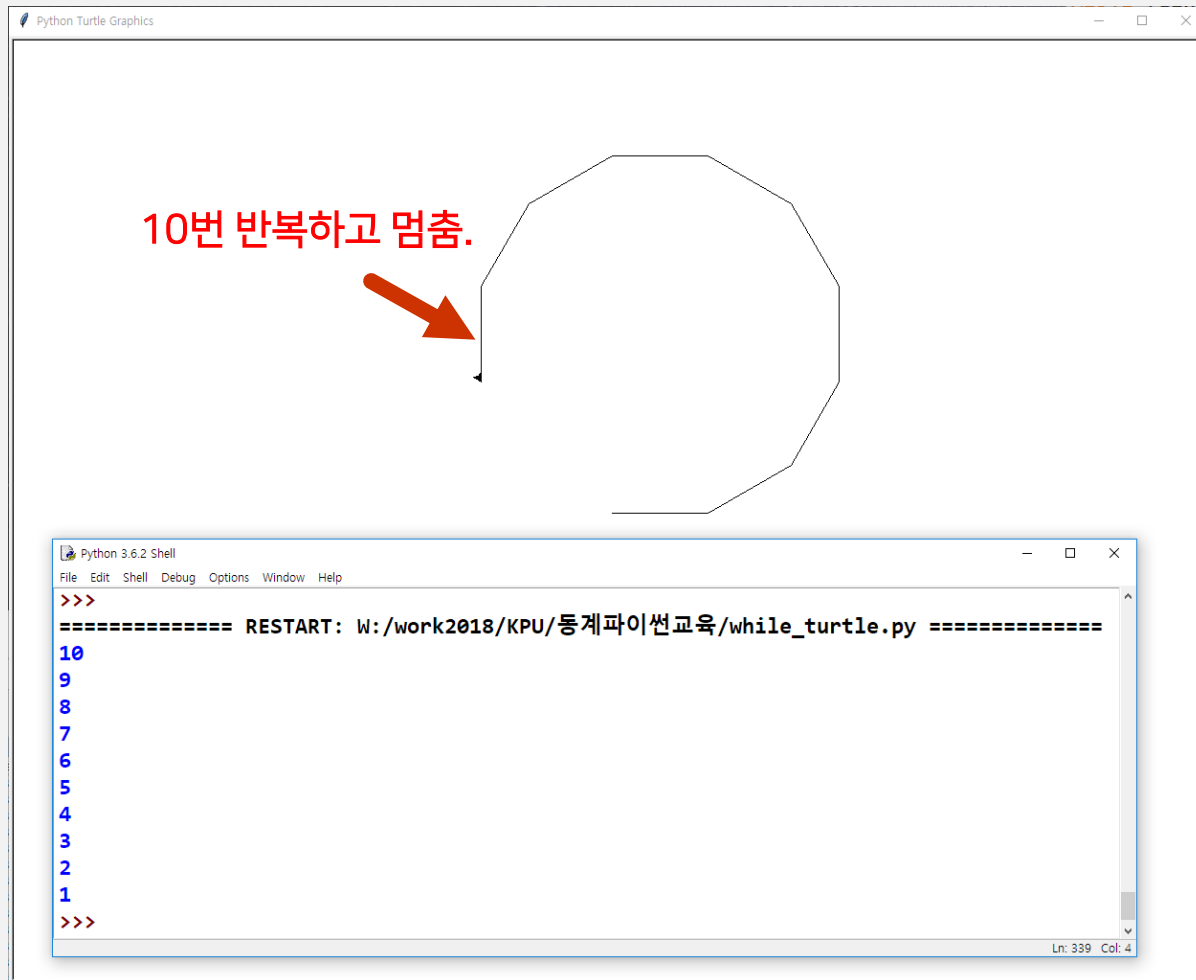 Python Turtle Graphics
10번 반복하고 멈춤.
Python 3.6.2 Shell
File Edit Shell Debug Options Window Help
>>>
============== RESTART: W:/work2018/KPU/통계파이썬교육/while_turtle.py ==============
10
9
8
7
6
5
4
3
2
1
>>>
Ln: 339 Col: 4